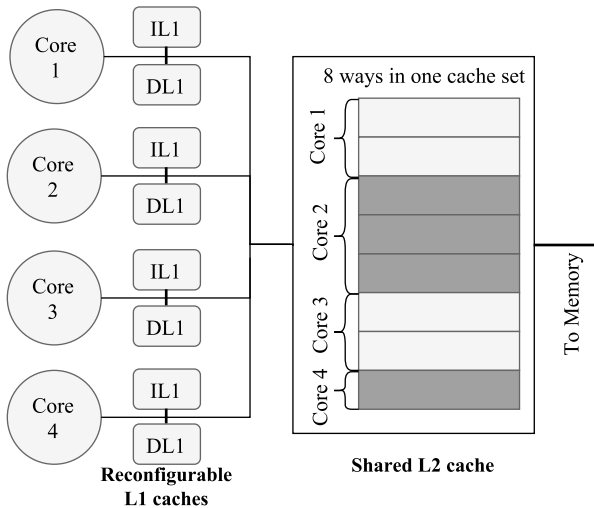 Core
1
IL1
DL1
Core
2
IL1
DL1
Core
3
IL1
DL1
Core
4
IL1
DL1
Reconfigurable
L1 caches
8 ways in one cache set
Core 1
Core 2
Core 3
Core 4
Shared L2 cache
To Memory